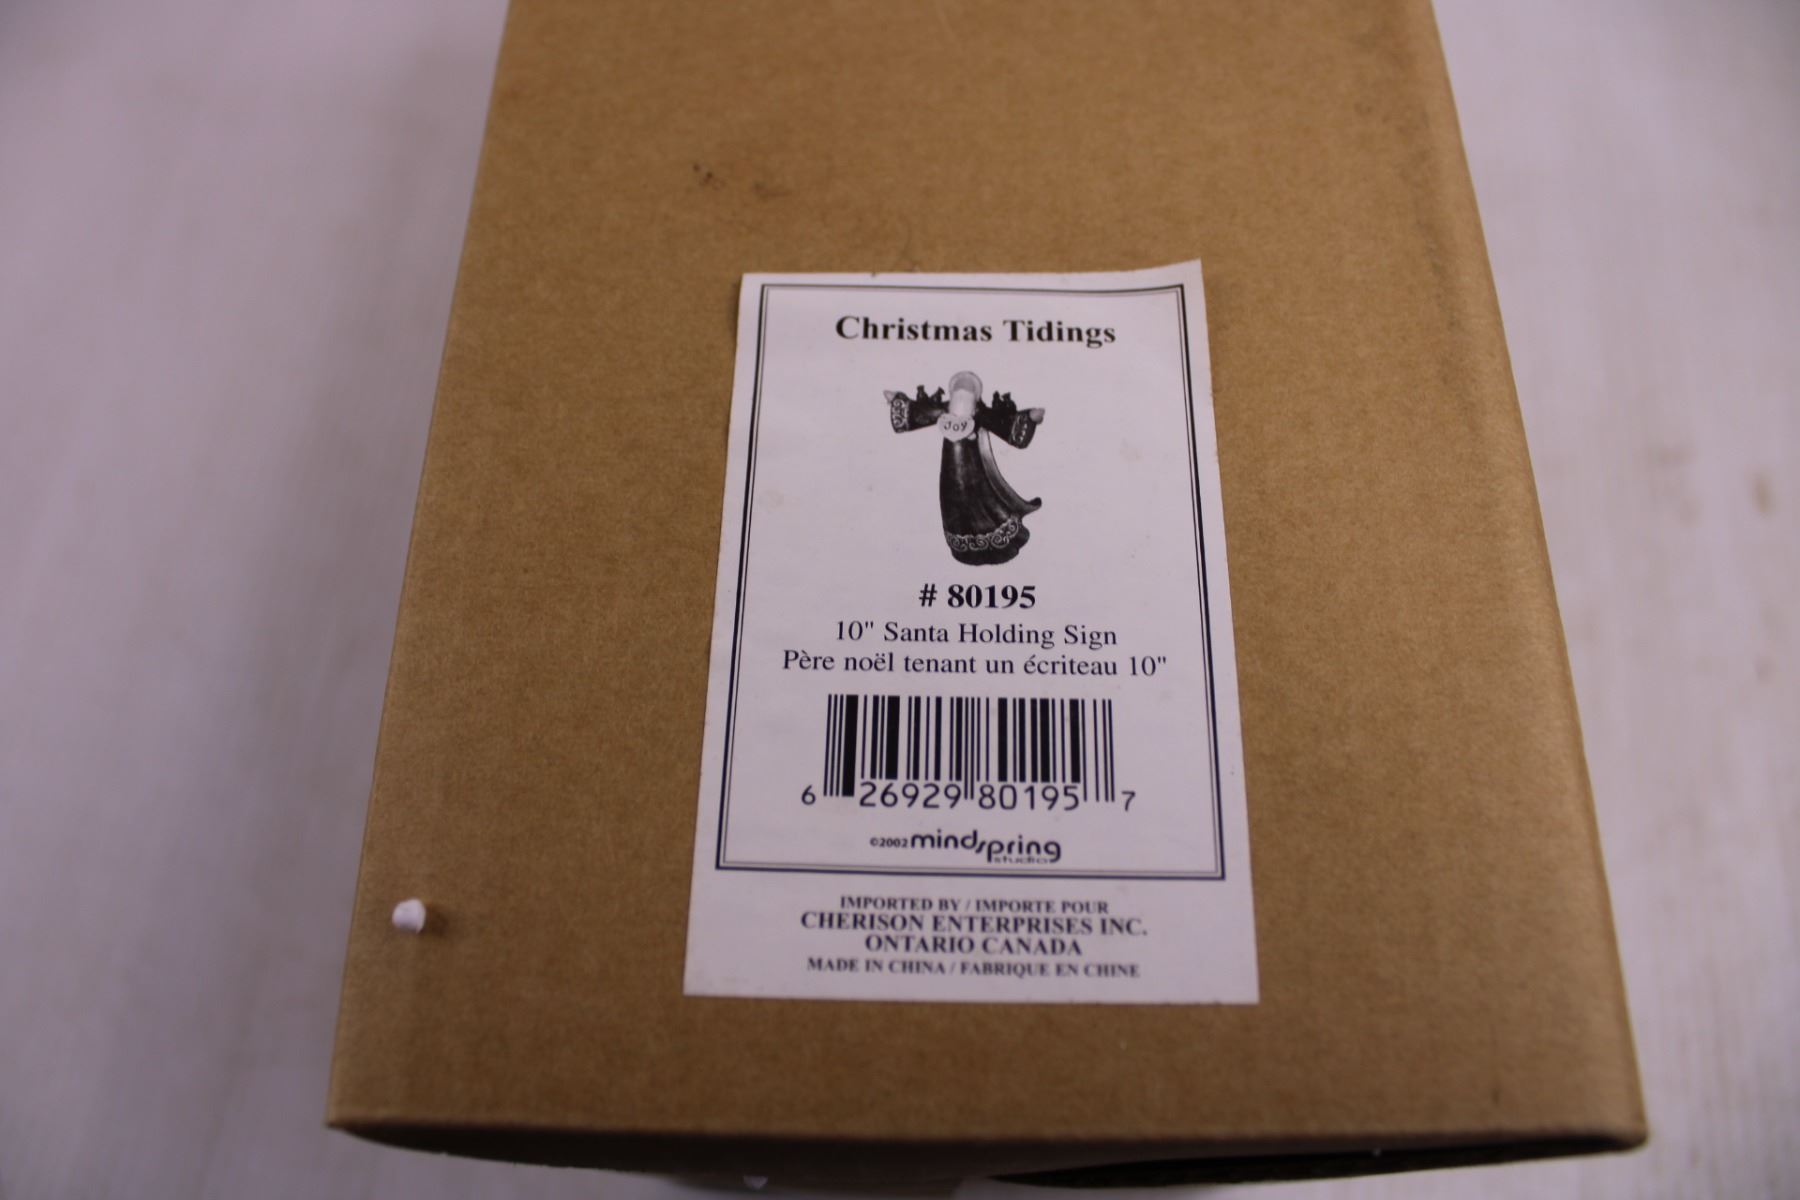 Christmas Tidings
Joy
# 80195
10" Santa Holding Sign
Père noël tenant un écriteau 10"
6 26929 80195 7
©2002 mindspring
studio
IMPORTED BY / IMPORTE POUR
CHERISON ENTERPRISES INC.
ONTARIO CANADA
MADE IN CHINA / FABRIQUE EN CHINE